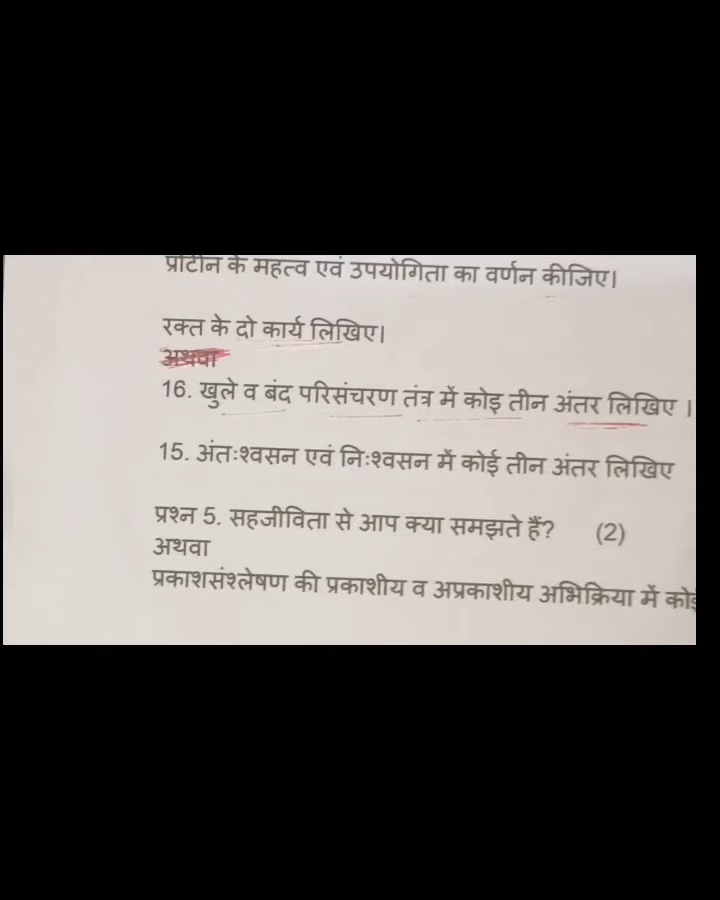 प्रोटीन के महत्व एवं उपयोगिता का वर्णन कीजिए।
रक्त के दो कार्य लिखिए।
अथवा
16. खुले व बंद परिसंचरण तंत्र में कोइ तीन अंतर लिखिए ।
15. अंतःश्वसन एवं निःश्वसन में कोई तीन अंतर लिखिए
प्रश्न 5. सहजीविता से आप क्या समझते हैं? (2)
अथवा
प्रकाशसंश्लेषण की प्रकाशीय व अप्रकाशीय अभिक्रिया में कोइ